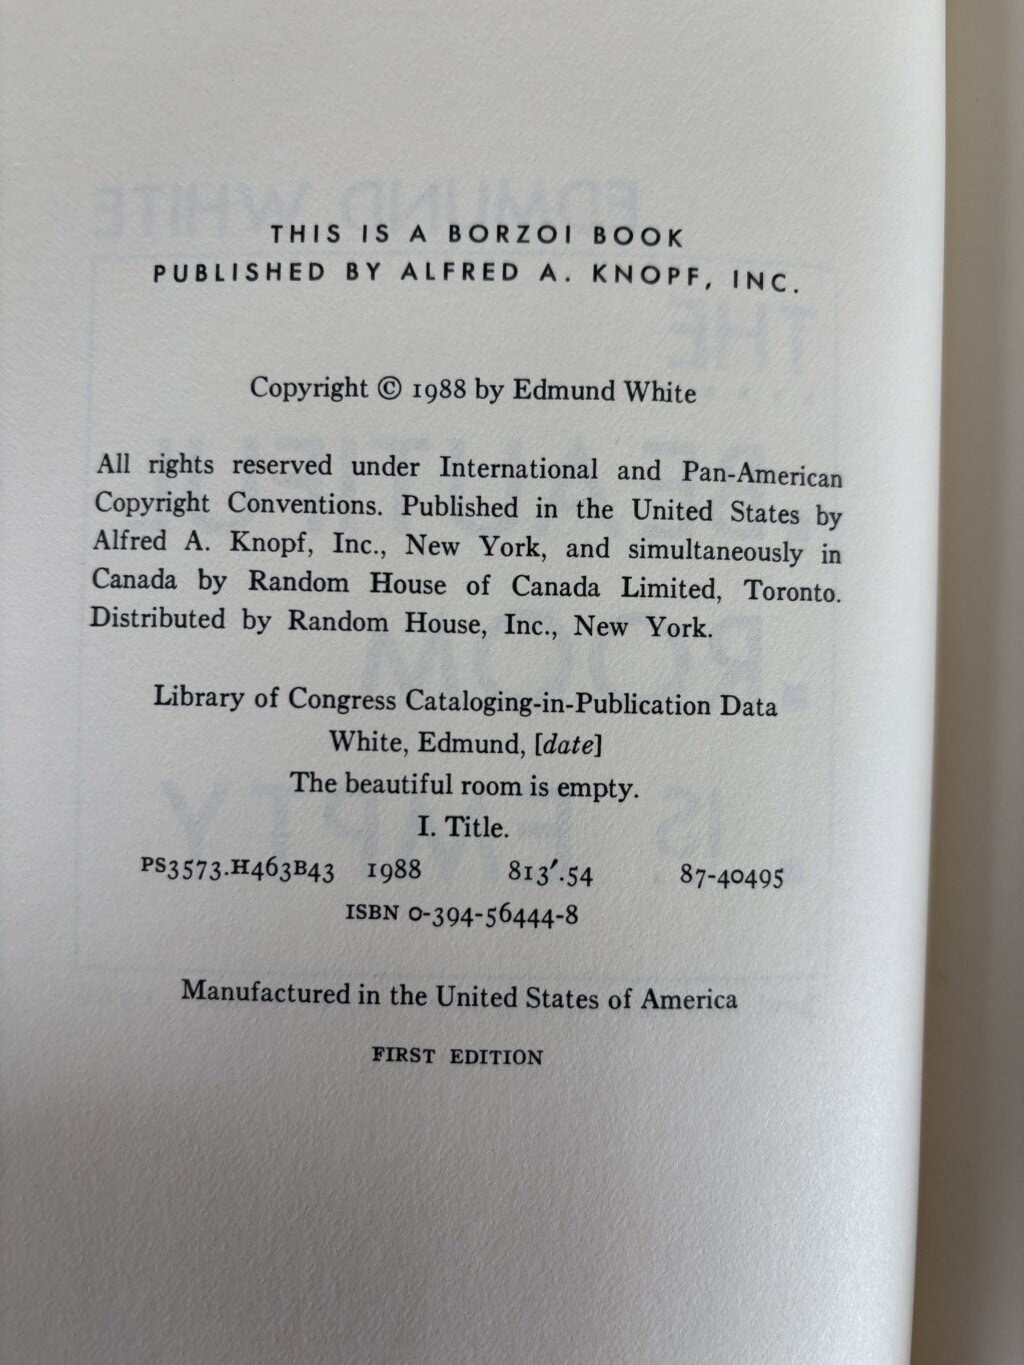 THIS IS A BORZOI BOOK
PUBLISHED BY ALFRED A. KNOPF, INC.
Copyright © 1988 by Edmund White
All rights reserved under International and Pan-American
Copyright Conventions. Published in the United States by
Alfred A. Knopf, Inc., New York, and simultaneously in
Canada by Random House of Canada Limited, Toronto.
Distributed by Random House, Inc., New York.
Library of Congress Cataloging-in-Publication Data
White, Edmund, [date]
The beautiful room is empty.
I. Title.
PS3573.H463B43 1988 813′.54 87-40495
ISBN 0-394-56444-8
Manufactured in the United States of America
FIRST EDITION